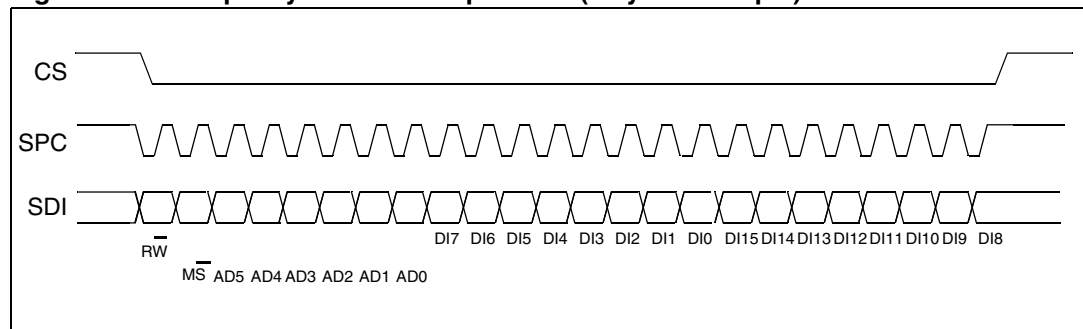 CS
SPC
SDI
DI7 DI6 DI5 DI4 DI3 DI2 DI1 DI0 DI15 DI14 DI13 DI12 DI11 DI10 DI9 DI8
RW
MS AD5 AD4 AD3 AD2 AD1 AD0